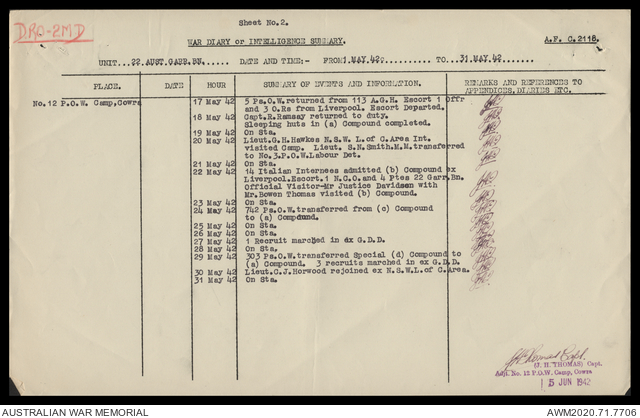 Sheet No.2.
DRO-2MD
WAR DIARY or INTELLIGENCE SUMMARY.
A.F. C.2118.
UNIT...22 AUST.GARR.BN..... DATE AND TIME:- FROM:1 MAY 42:......... TO ...31 MAY 42.....
PLACE. DATE HOUR SUMMARY OF EVENTS AND INFORMATION. REMARKS AND REFERENCES TO APPENDICES, DIARIES ETC.
No.12 P.O.W. Camp,Cowra 17 May 42 5 Ps.O.W.returned from 113 A.G.H. Escort 1 Offr
and 3 O.Rs from Liverpool. Escort Departed.
18 May 42 Capt.R.Ramsay returned to duty.
Sleeping huts in (a) Compound completed.
19 May 42 On Sta.
20 May 42 Lieut.G.H.Hawkes N.S.W. L.of C.Area Int.
visited Camp. Lieut. S.N.Smith.M.M.transferred
to No.3.P.O.W.Labour Det.
21 May 42 On Sta.
22 May 42 14 Italian Internees admitted (b) Compound ex
Liverpool.Escort.1 N.C.O. and 4 Ptes 22 Garr.Bn.
Official Visitor-Mr Justice Davidson with
Mr.Bowen Thomas visited (b) Compound.
23 May 42 On Sta.
24 May 42 742 Ps.O.W.transferred from (c) Compound
to (a) Compound.
25 May 42 On Sta.
26 May 42 On Sta.
27 May 42 1 Recruit marched in ex G.D.D.
28 May 42 On Sta.
29 May 42 303 Ps.O.W.transferred Special (d) Compound to
(a) Compound. 3 recruits marched in ex G.D.D.
30 May 42 Lieut.C.J.Horwood rejoined ex N.S.W.L.of C.Area.
31 May 42 On Sta.
(J. H. THOMAS) Capt.
Adjt. No. 12 P.O.W. Camp, Cowra
15 JUN 1942
AUSTRALIAN WAR MEMORIAL
AWM2020.71.7706